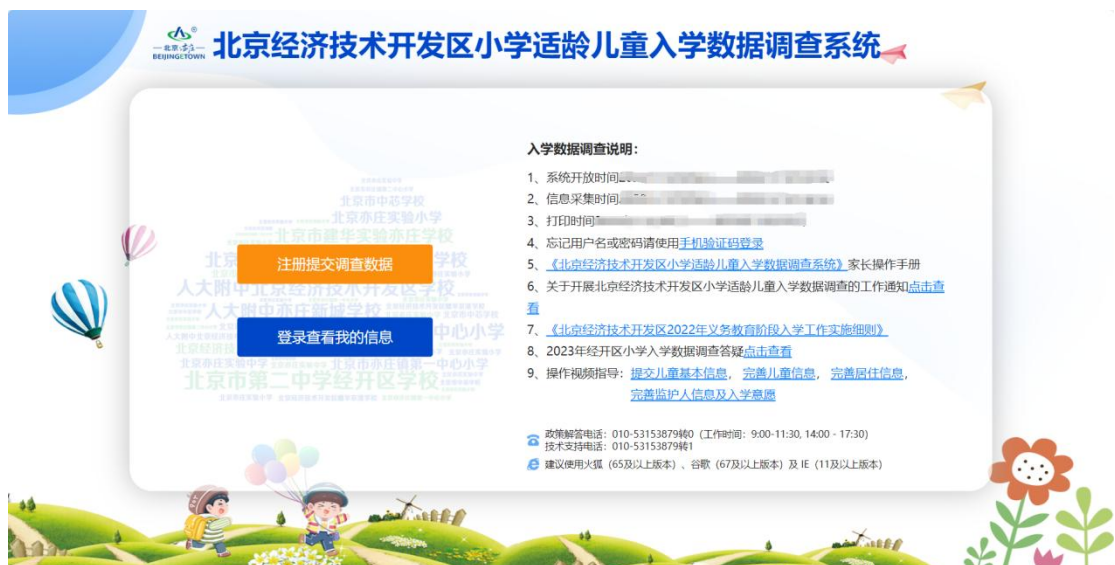 北京亦庄
BEIJINGETOWN
北京经济技术开发区小学适龄儿童入学数据调查系统
北京市中芯学校
北京亦庄实验小学
北京市建华实验亦庄学校
注册提交调查数据
人大附中北京经济技术开发区学校
人大附中亦庄新城学校
登录查看我的信息
北京市第二中学经开区学校
入学数据调查说明：
1、系统开放时间
2、信息采集时间
3、打印时间
4、忘记用户名或密码请使用手机验证码登录
5、《北京经济技术开发区小学适龄儿童入学数据调查系统》家长操作手册
6、关于开展北京经济技术开发区小学适龄儿童入学数据调查的工作通知点击查
看
7、《北京经济技术开发区2022年义务教育阶段入学工作实施细则》
8、2023年经开区小学入学数据调查答疑点击查看
9、操作视频指导：提交儿童基本信息， 完善儿童信息， 完善居住信息，
完善监护人信息及入学意愿
政策解答电话：010-53153879转0（工作时间：9:00-11:30, 14:00 - 17:30）
技术支持电话：010-53153879转1
建议使用火狐（65及以上版本）、谷歌（67及以上版本）及 IE（11及以上版本）